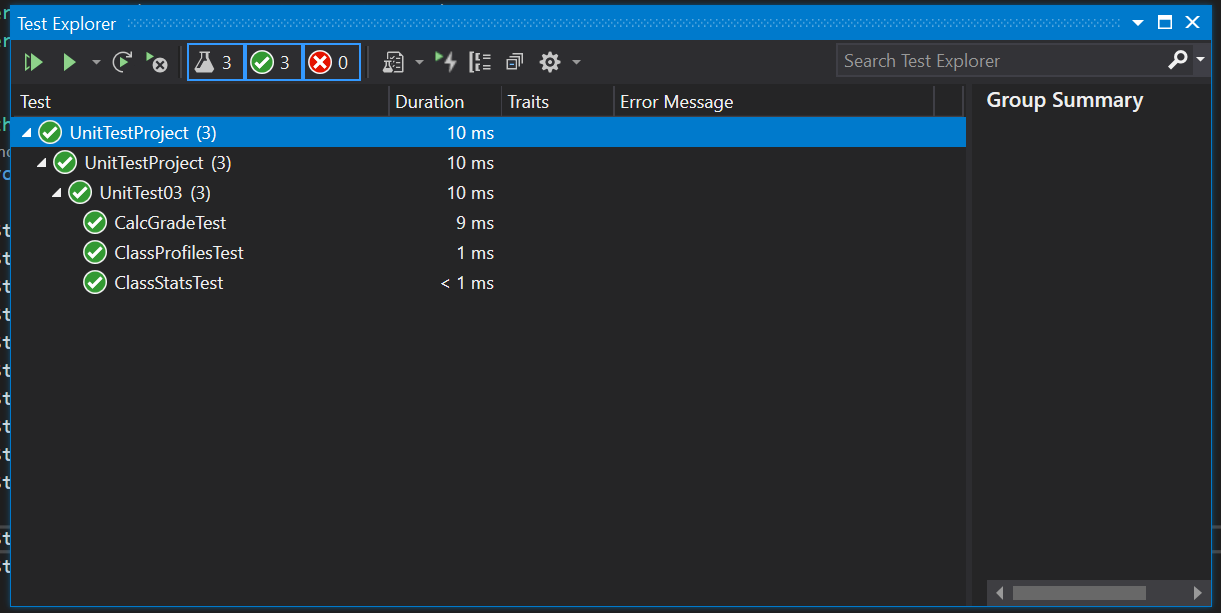 Test Explorer
3 3 0 Search Test Explorer
Test Duration Traits Error Message Group Summary
UnitTestProject (3) 10 ms
UnitTestProject (3) 10 ms
UnitTest03 (3) 10 ms
CalcGradeTest 9 ms
ClassProfilesTest 1 ms
ClassStatsTest < 1 ms